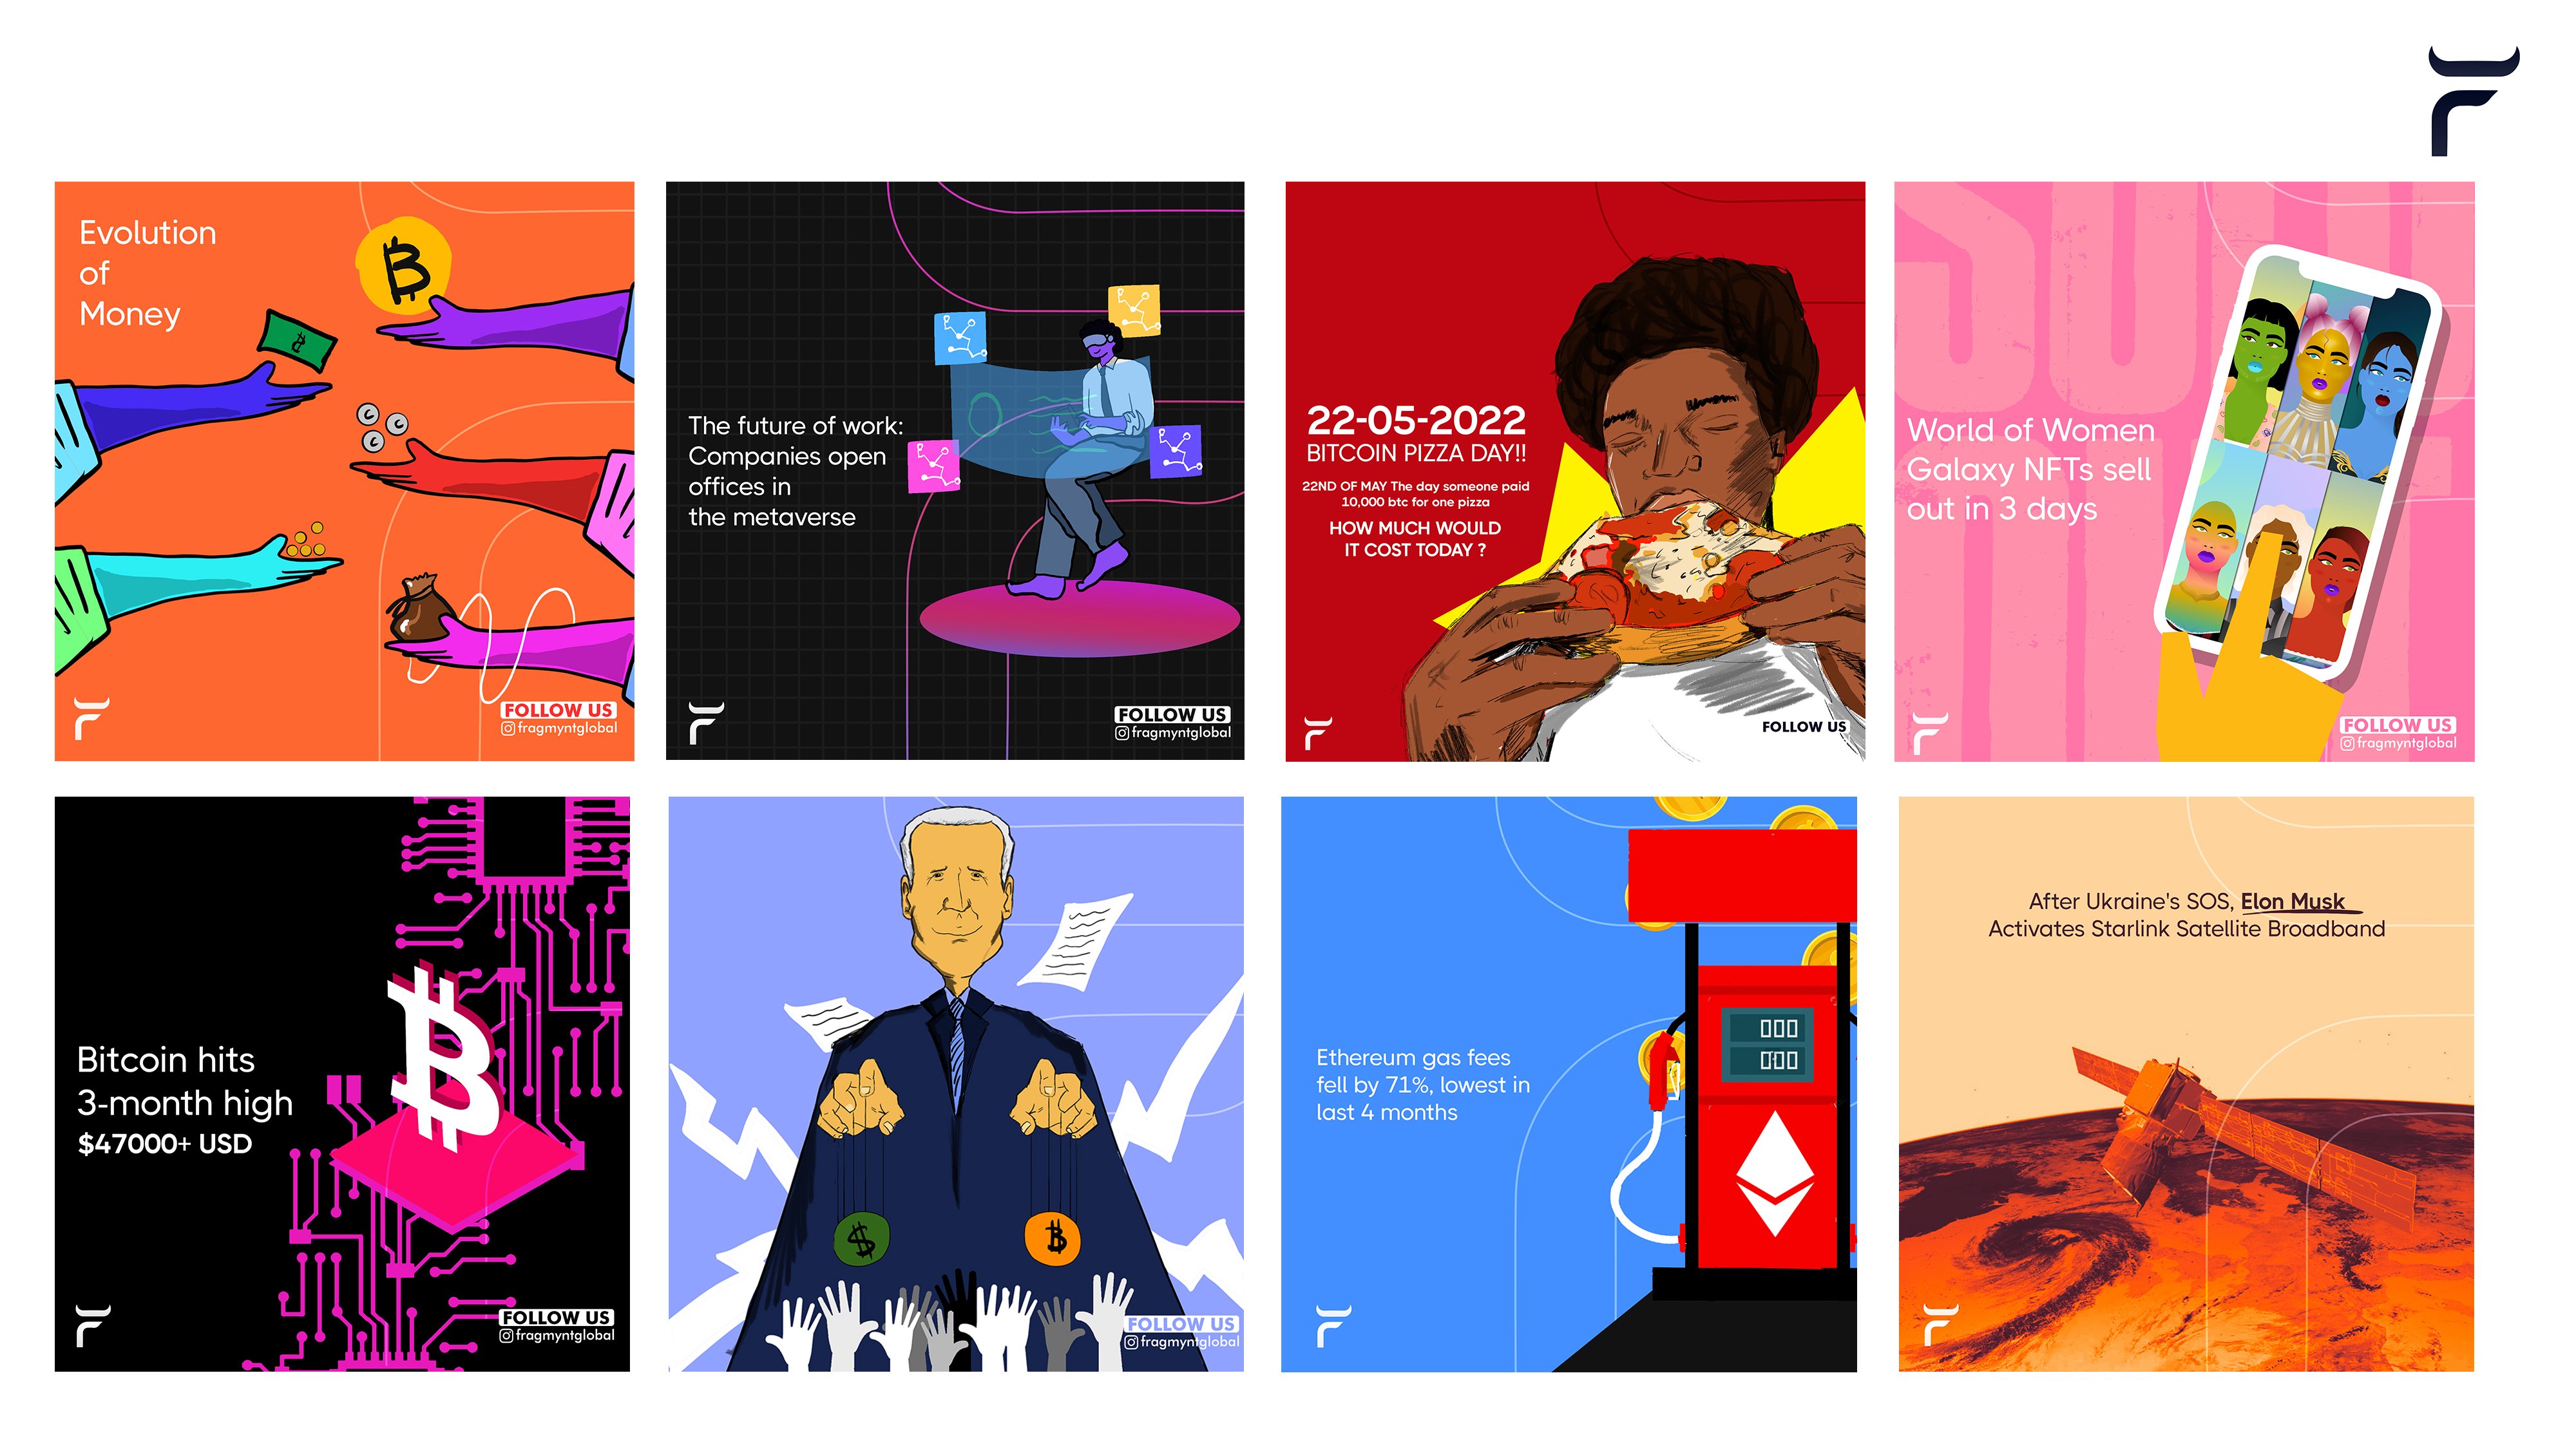 Evolution
of
Money
FOLLOW US
fragmyntglobal
The future of work:
Companies open
offices in
the metaverse
FOLLOW US
fragmyntglobal
22-05-2022
BITCOIN PIZZA DAY!!
22ND OF MAY The day someone paid
10,000 btc for one pizza
HOW MUCH WOULD
IT COST TODAY ?
FOLLOW US
World of Women
Galaxy NFTs sell
out in 3 days
FOLLOW US
fragmyntglobal
Bitcoin hits
3-month high
$47000+ USD
FOLLOW US
fragmyntglobal
FOLLOW US
fragmyntglobal
000
000
Ethereum gas fees
fell by 71%, lowest in
last 4 months
After Ukraine's SOS, Elon Musk
Activates Starlink Satellite Broadband